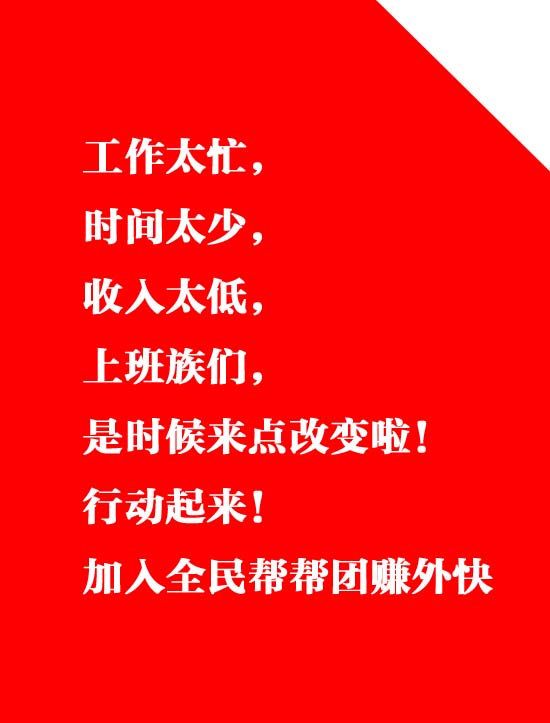 工作太忙，
时间太少，
收入太低，
上班族们，
是时候来点改变啦！
行动起来！
加入全民帮帮团赚外快